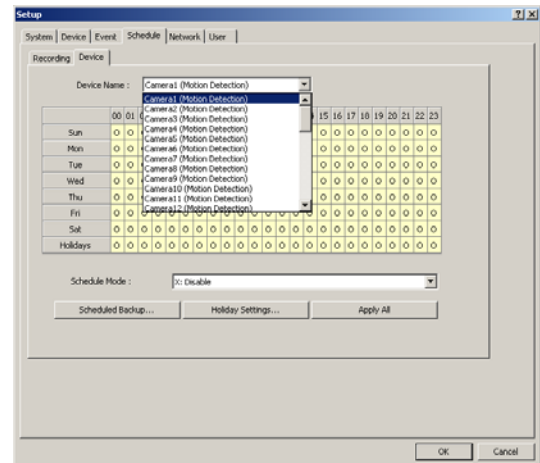 Setup
System Device Event Schedule Network User
Recording Device
Device Name : Camera1 (Motion Detection)
Camera1 (Motion Detection)
Camera2 (Motion Detection)
Camera3 (Motion Detection)
Camera4 (Motion Detection)
Camera5 (Motion Detection)
Camera6 (Motion Detection)
Camera7 (Motion Detection)
Camera8 (Motion Detection)
Camera9 (Motion Detection)
Camera10 (Motion Detection)
Camera11 (Motion Detection)
Camera12 (Motion Detection)
00 01 15 16 17 18 19 20 21 22 23
Sun O O O O O O O O O O O
Mon O O O O O O O O O O O
Tue O O O O O O O O O O O
Wed O O O O O O O O O O O
Thu O O O O O O O O O O O
Fri O O O O O O O O O O O
Sat O O O O O O O O O O O O O O O O O O O O O O O O
Holidays O O O O O O O O O O O O O O O O O O O O O O O O
Schedule Mode : X: Disable
Scheduled Backup... Holiday Settings... Apply All
OK Cancel